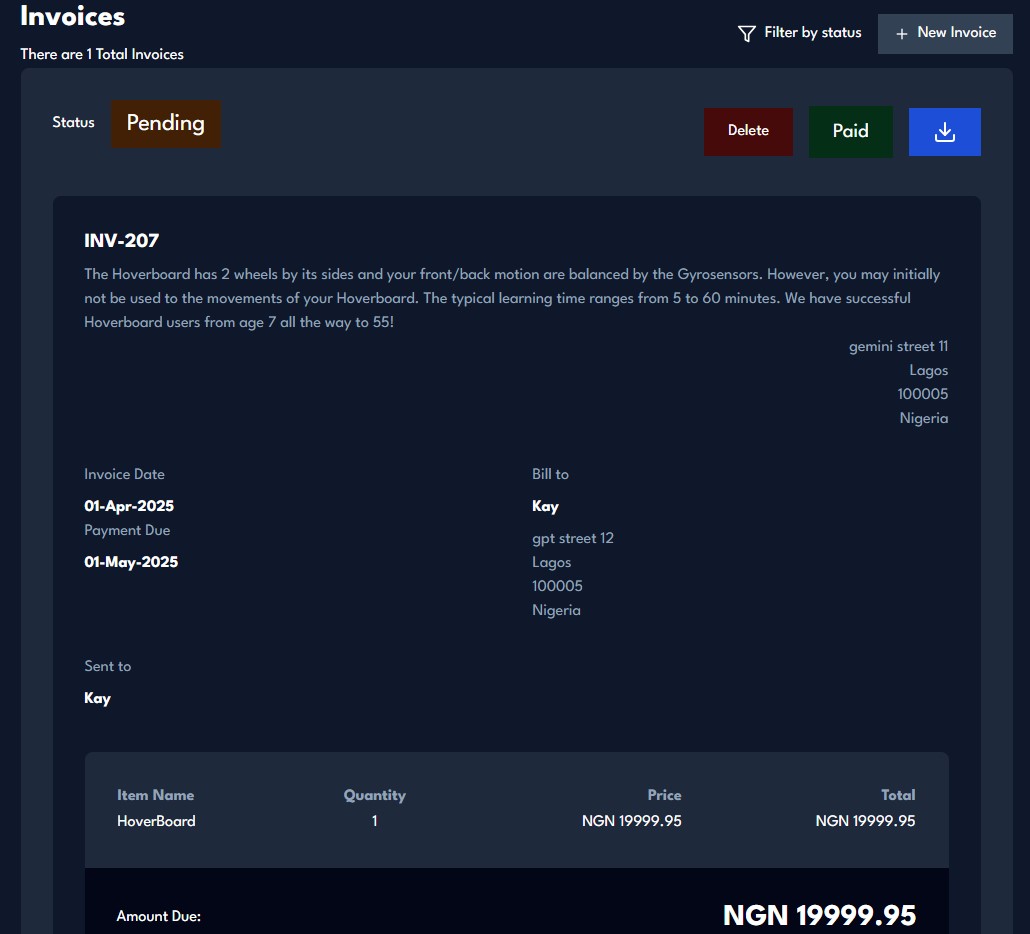 Invoices
There are 1 Total Invoices
Filter by status
+ New Invoice
Status
Pending
Delete
Paid
INV-207
The Hoverboard has 2 wheels by its sides and your front/back motion are balanced by the Gyrosensors. However, you may initially
not be used to the movements of your Hoverboard. The typical learning time ranges from 5 to 60 minutes. We have successful
Hoverboard users from age 7 all the way to 55!
gemini street 11
Lagos
100005
Nigeria
Invoice Date
01-Apr-2025
Payment Due
01-May-2025
Bill to
Kay
gpt street 12
Lagos
100005
Nigeria
Sent to
Kay
Item Name Quantity Price Total
HoverBoard 1 NGN 19999.95 NGN 19999.95
Amount Due: NGN 19999.95